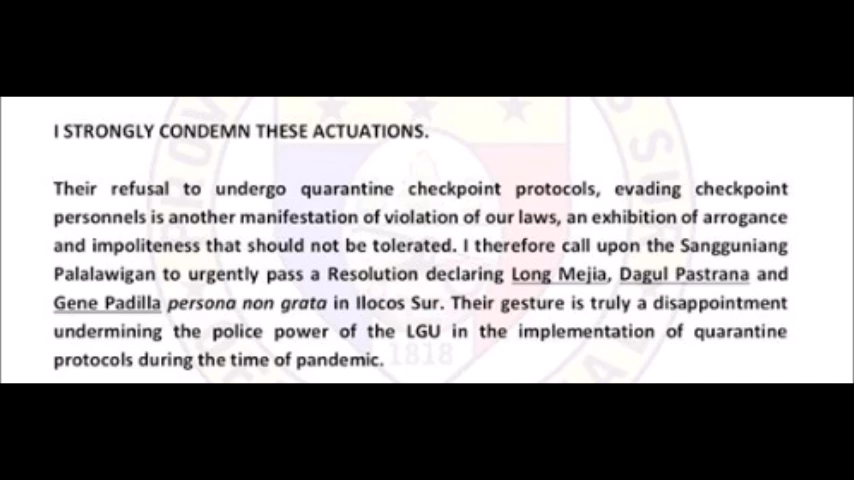 I STRONGLY CONDEMN THESE ACTUATIONS.
Their refusal to undergo quarantine checkpoint protocols, evading checkpoint
personnels is another manifestation of violation of our laws, an exhibition of arrogance
and impoliteness that should not be tolerated. I therefore call upon the Sangguniang
Palalawigan to urgently pass a Resolution declaring Long Mejia, Dagul Pastrana and
Gene Padilla persona non grata in Ilocos Sur. Their gesture is truly a disappointment
undermining the police power of the LGU in the implementation of quarantine
protocols during the time of pandemic.
1818